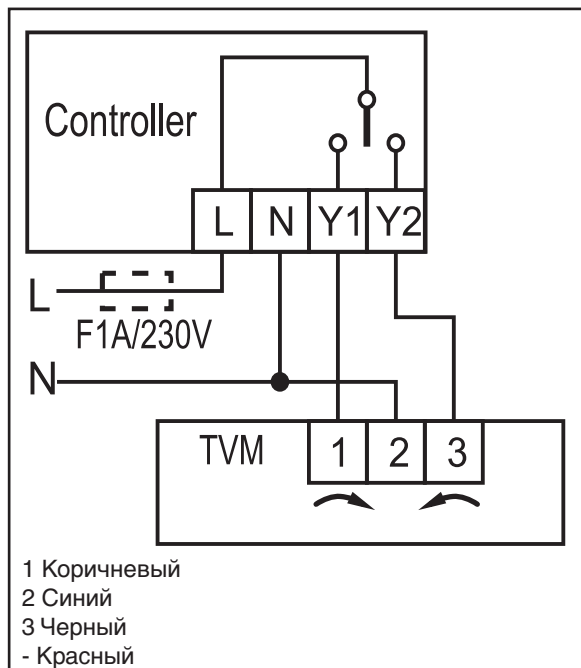 Controller
L N Y1 Y2
L
F1A/230V
N
TVM 1 2 3
1 Коричневый
2 Синий
3 Черный
- Красный